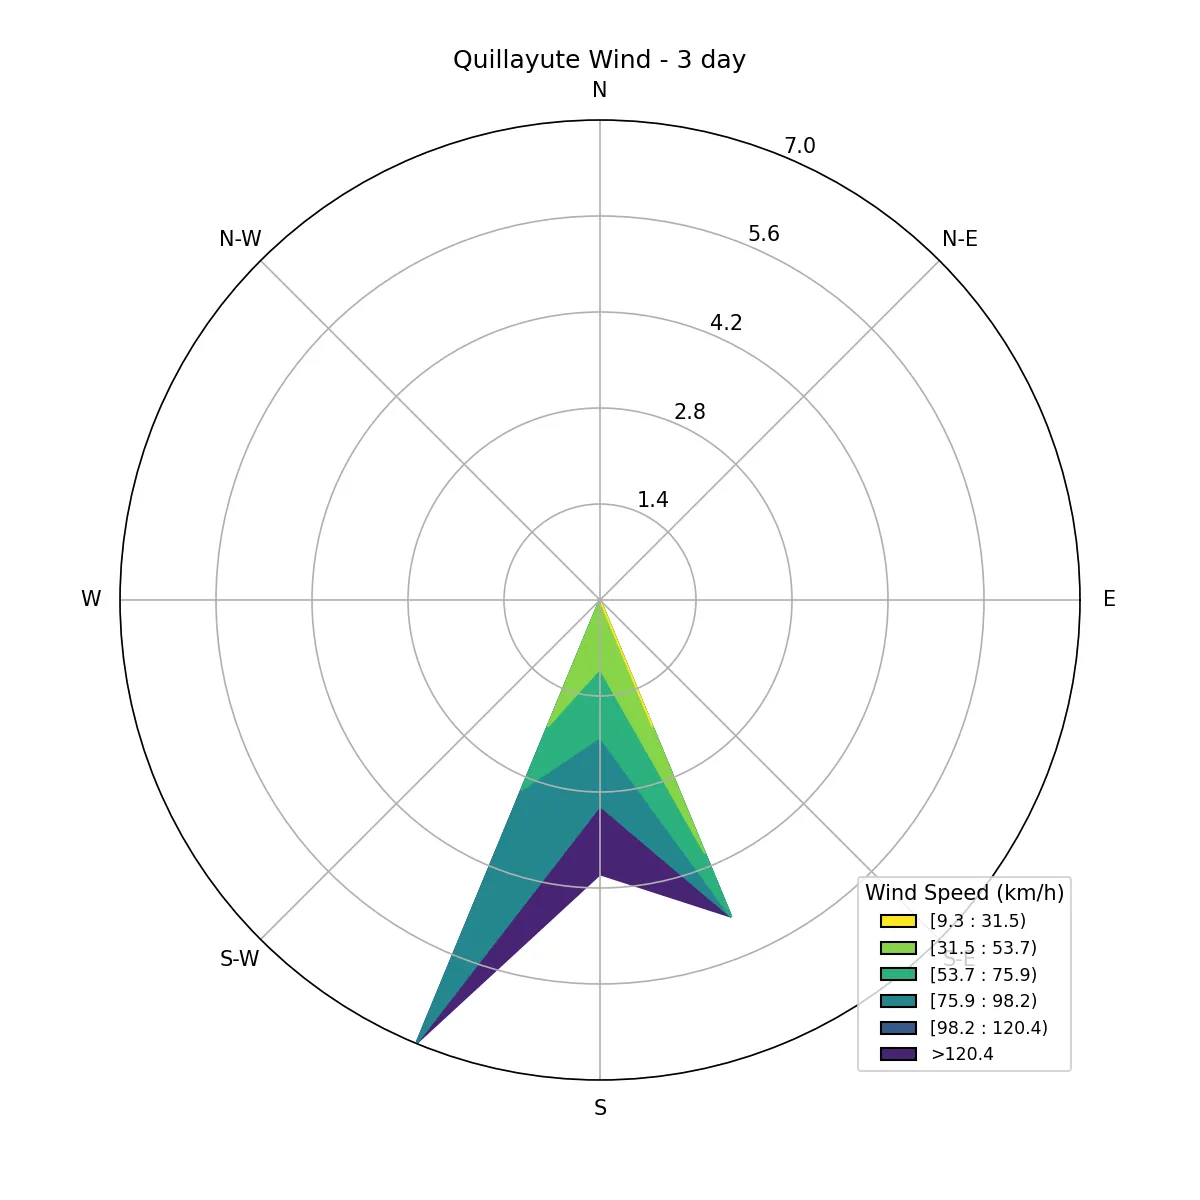 Quillayute Wind - 3 day
N
7.0
N-W
5.6
N-E
4.2
2.8
1.4
W
E
S-W
S-E
S
Wind Speed (km/h)
[9.3 : 31.5)
[31.5 : 53.7)
[53.7 : 75.9)
[75.9 : 98.2)
[98.2 : 120.4)
>120.4